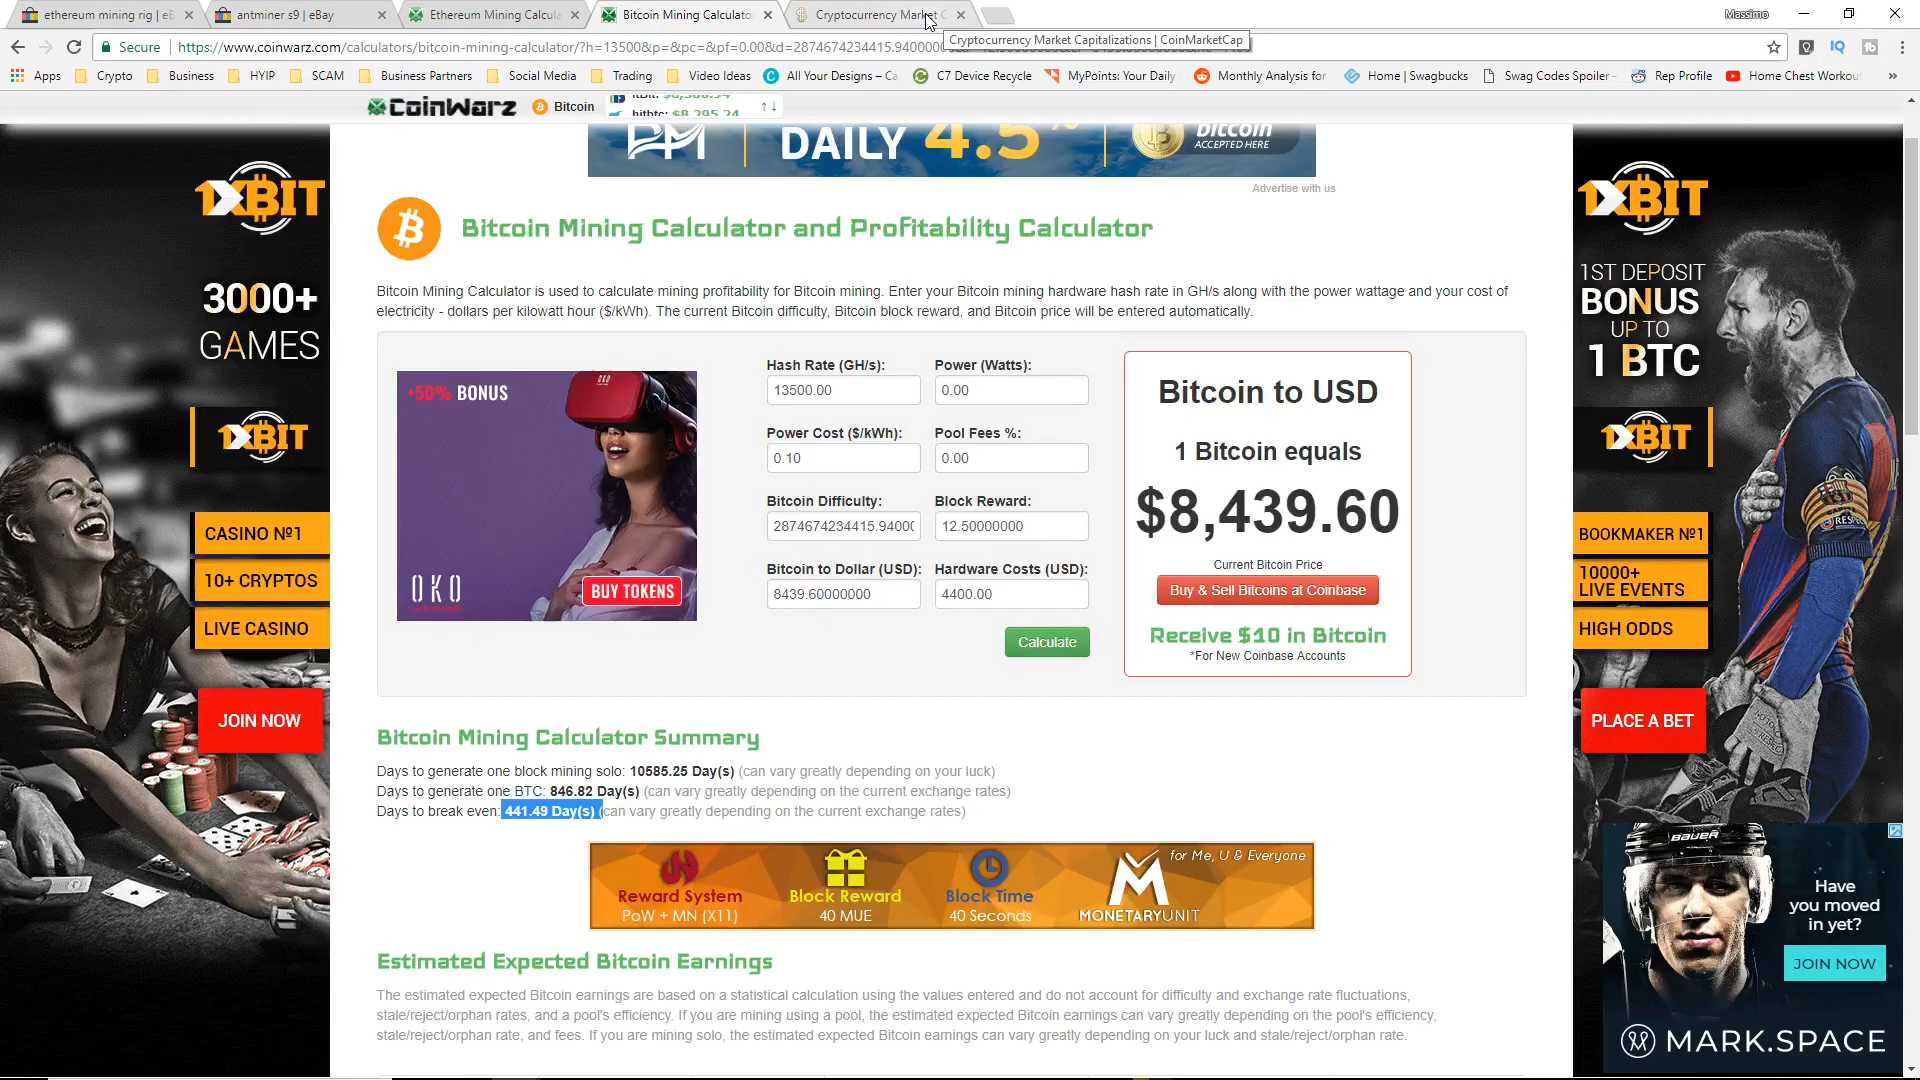 ethereum mining rig | eB
antminer s9 | eBay
Ethereum Mining Calcula
Bitcoin Mining Calculator
Cryptocurrency Market C
Massimo
Secure
https://www.coinwarz.com/calculators/bitcoin-mining-calculator/?h=13500&p=&pc=&pf=0.00&d=2874674234415.9400
Cryptocurrency Market Capitalizations | CoinMarketCap
Apps
Crypto
Business
HYIP
SCAM
Business Partners
Social Media
Trading
Video Ideas
All Your Designs – Ca
C7 Device Recycle
MyPoints: Your Daily
Monthly Analysis for
Home | Swagbucks
Swag Codes Spoiler
Rep Profile
Home Chest Workou
CoinWarz
Bitcoin
hitbtc: $8,295.24
DAILY 4.5%
bitcoin
ACCEPTED HERE
Advertise with us
1XBIT
3000+
GAMES
1XBIT
CASINO №1
10+ CRYPTOS
LIVE CASINO
JOIN NOW
Bitcoin Mining Calculator and Profitability Calculator
Bitcoin Mining Calculator is used to calculate mining profitability for Bitcoin mining. Enter your Bitcoin mining hardware hash rate in GH/s along with the power wattage and your cost of
electricity - dollars per kilowatt hour ($/kWh). The current Bitcoin difficulty, Bitcoin block reward, and Bitcoin price will be entered automatically.
+50% BONUS
OKO
BUY TOKENS
Hash Rate (GH/s):
13500.00
Power (Watts):
0.00
Power Cost ($/kWh):
0.10
Pool Fees %:
0.00
Bitcoin Difficulty:
2874674234415.9400
Block Reward:
12.50000000
Bitcoin to Dollar (USD):
8439.60000000
Hardware Costs (USD):
4400.00
Calculate
Bitcoin to USD
1 Bitcoin equals
$8,439.60
Current Bitcoin Price
Buy & Sell Bitcoins at Coinbase
Receive $10 in Bitcoin
*For New Coinbase Accounts
Bitcoin Mining Calculator Summary
Days to generate one block mining solo: 10585.25 Day(s) (can vary greatly depending on your luck)
Days to generate one BTC: 846.82 Day(s) (can vary greatly depending on the current exchange rates)
Days to break even: 441.49 Day(s) (can vary greatly depending on the current exchange rates)
Reward System
PoW + MN (X11)
Block Reward
40 MUE
Block Time
40 Seconds
for Me, U & Everyone
MONETARYUNIT
Estimated Expected Bitcoin Earnings
The estimated expected Bitcoin earnings are based on a statistical calculation using the values entered and do not account for difficulty and exchange rate fluctuations,
stale/reject/orphan rates, and a pool's efficiency. If you are mining using a pool, the estimated expected Bitcoin earnings can vary greatly depending on the pool's efficiency,
stale/reject/orphan rate, and fees. If you are mining solo, the estimated expected Bitcoin earnings can vary greatly depending on your luck and stale/reject/orphan rate.
1XBIT
1ST DEPOSIT
BONUS
UP TO
1 BTC
1XBIT
BOOKMAKER №1
10000+
LIVE EVENTS
HIGH ODDS
PLACE A BET
BAUER
Have
you moved
in yet?
JOIN NOW
MARK.SPACE